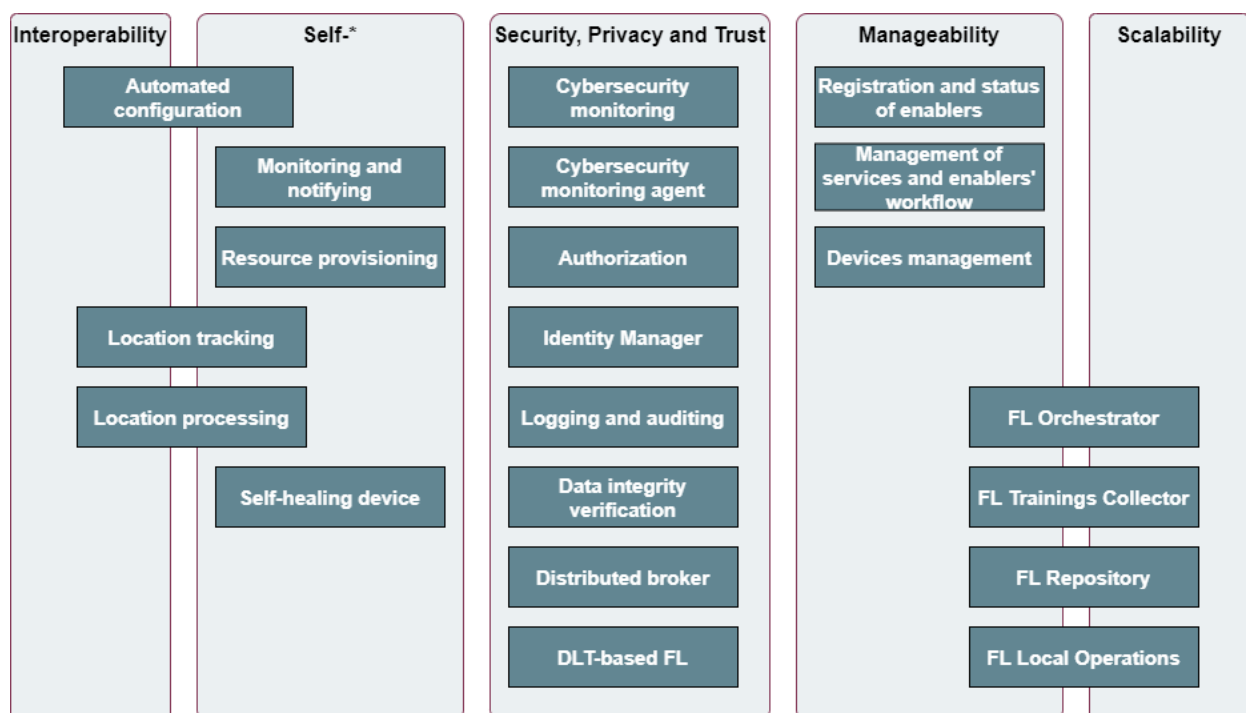 Interoperability
Self-*
Security, Privacy and Trust
Manageability
Scalability
Automated
configuration
Cybersecurity
monitoring
Registration and status
of enablers
Monitoring and
notifying
Cybersecurity
monitoring agent
Management of
services and enablers'
workflow
Resource provisioning
Authorization
Devices management
Location tracking
Identity Manager
Location processing
Logging and auditing
FL Orchestrator
Self-healing device
Data integrity
verification
FL Trainings Collector
Distributed broker
FL Repository
DLT-based FL
FL Local Operations